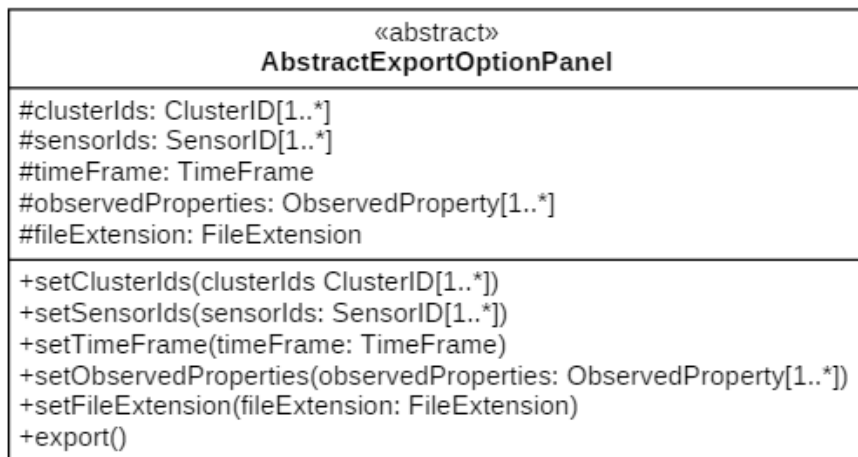 «abstract»
AbstractExportOptionPanel
#clusterIds: ClusterID[1..*]
#sensorIds: SensorID[1..*]
#timeFrame: TimeFrame
#observedProperties: ObservedProperty[1..*]
#fileExtension: FileExtension
+setClusterIds(clusterIds ClusterID[1..*])
+setSensorIds(sensorIds: SensorID[1..*])
+setTimeFrame(timeFrame: TimeFrame)
+setObservedProperties(observedProperties: ObservedProperty[1..*])
+setFileExtension(fileExtension: FileExtension)
+export()